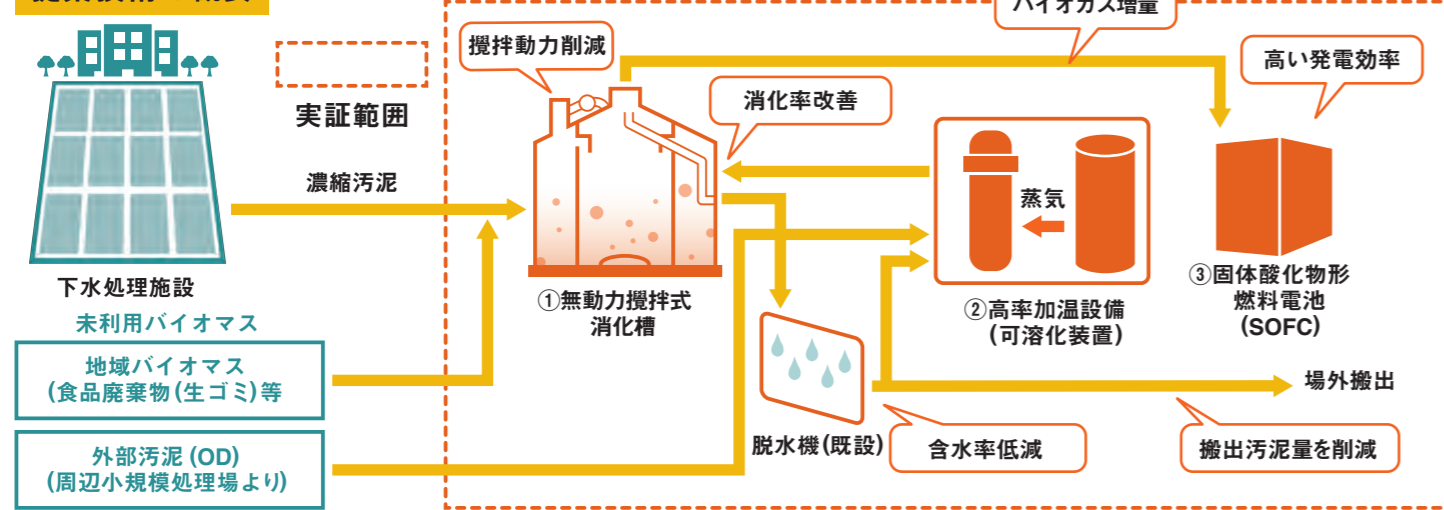 バイオガス増量
攪拌動力削減
高い発電効率
消化率改善
実証範囲
濃縮汚泥
蒸気
下水処理施設
①無動力攪拌式
消化槽
②高率加温設備
(可溶化装置)
③固体酸化物形
燃料電池
(SOFC)
未利用バイオマス
地域バイオマス
(食品廃棄物(生ゴミ)等
場外搬出
脱水機(既設)
含水率低減
搬出汚泥量を削減
外部汚泥(OD)
(周辺小規模処理場より)